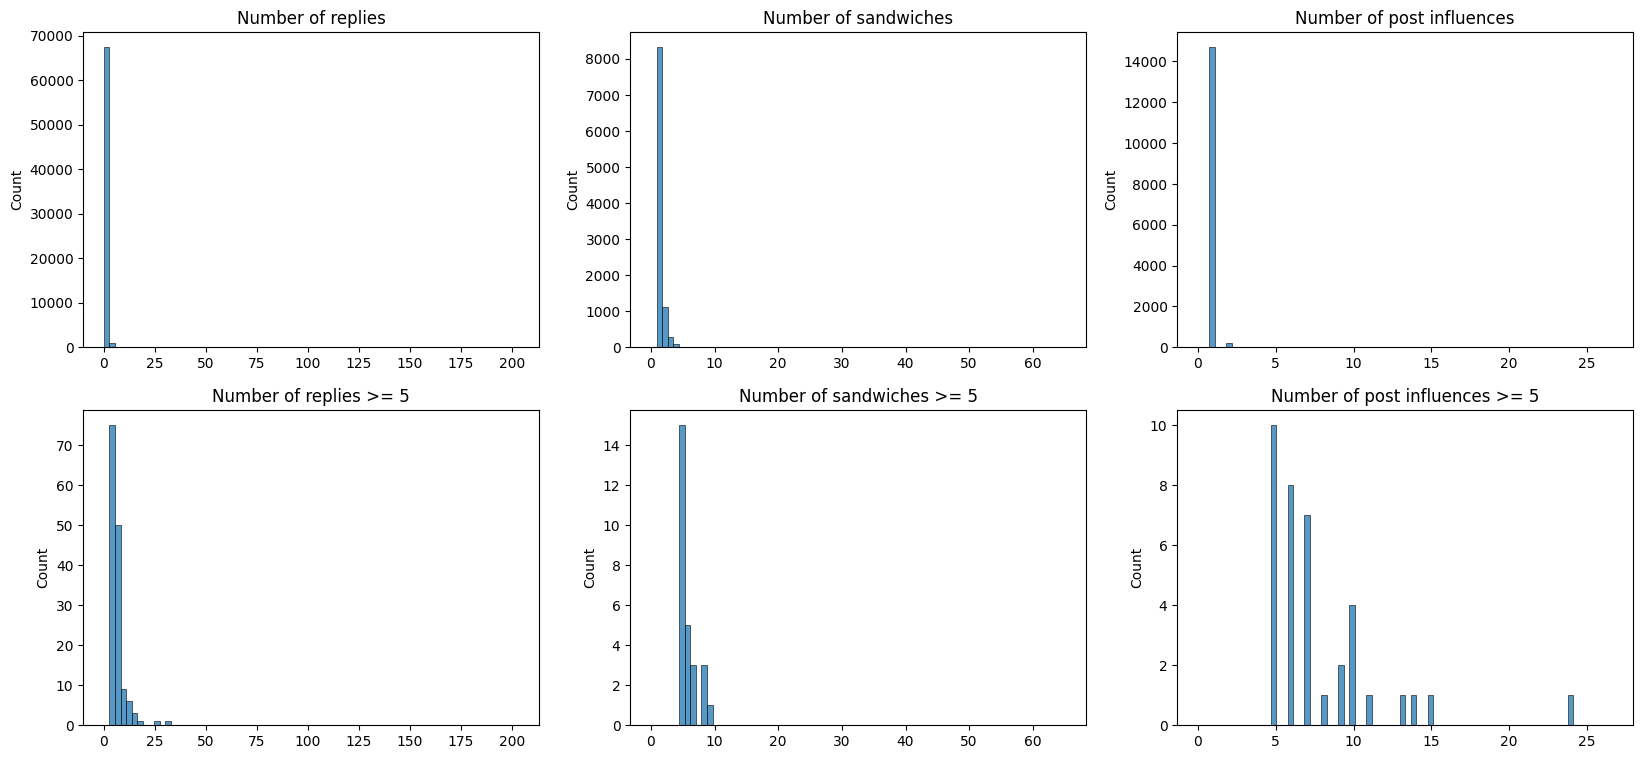 Number of replies
70000
60000
50000
40000
30000
20000
10000
0
Count
0 25 50 75 100 125 150 175 200
Number of sandwiches
8000
7000
6000
5000
4000
3000
2000
1000
0
Count
0 10 20 30 40 50 60
Number of post influences
14000
12000
10000
8000
6000
4000
2000
0
Count
0 5 10 15 20 25
Number of replies >= 5
70
60
50
40
30
20
10
0
Count
0 25 50 75 100 125 150 175 200
Number of sandwiches >= 5
14
12
10
8
6
4
2
0
Count
0 10 20 30 40 50 60
Number of post influences >= 5
10
8
6
4
2
0
Count
0 5 10 15 20 25